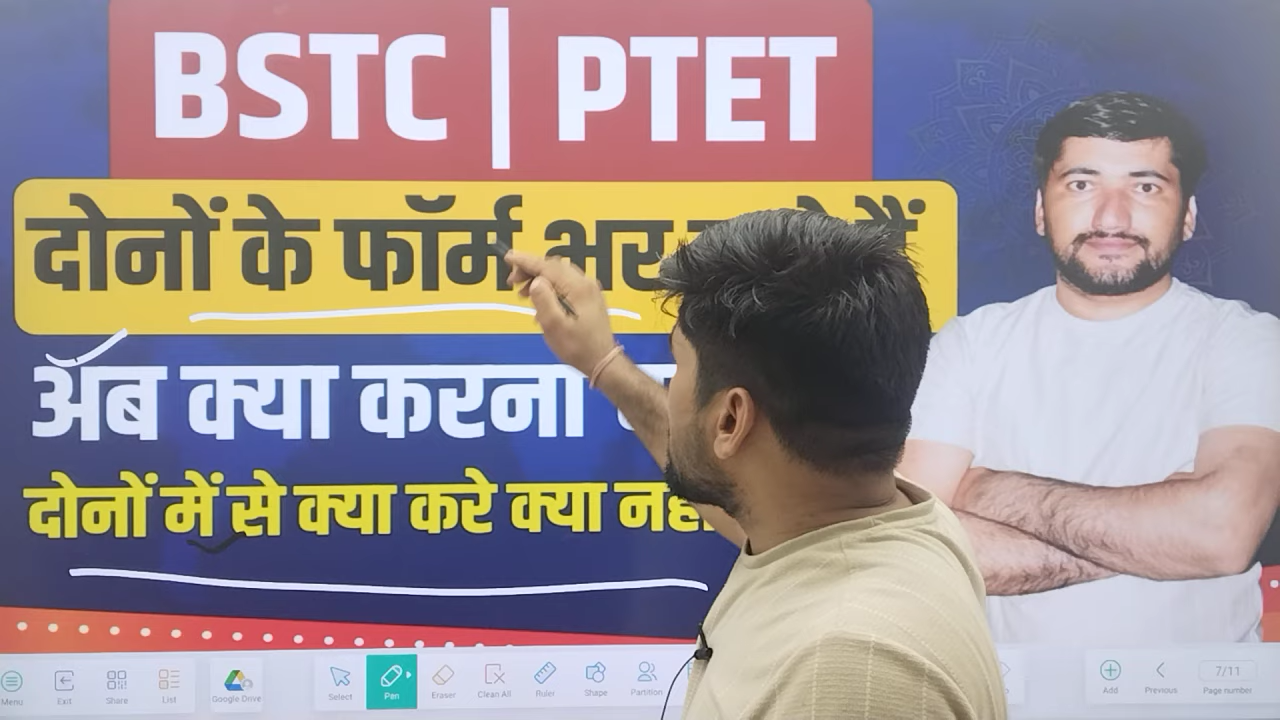 BSTC | PTET
दोनों के फॉर्म भर
अब क्या करना
दोनों में से क्या करे क्या
Menu
Exit
Share
List
Google Drive
Select
Pen
Eraser
Clean All
Ruler
Shape
Partition
Add
Previous
7/11
Page number